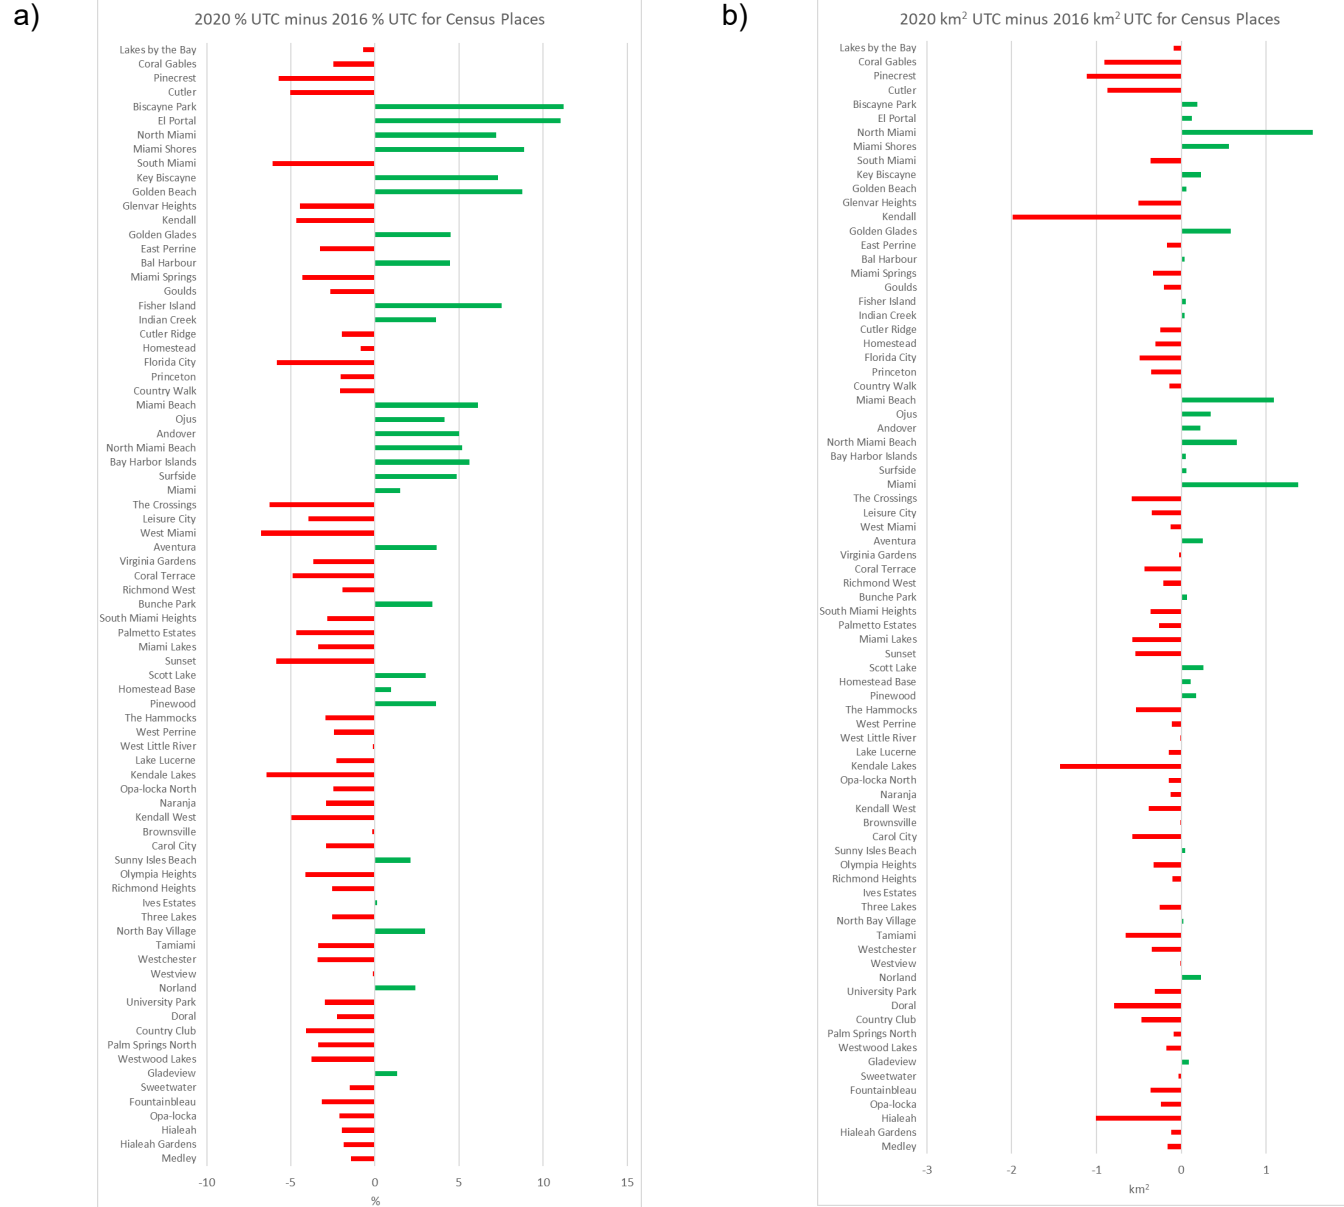 a)
2020 % UTC minus 2016 % UTC for Census Places
Lakes by the Bay
Coral Gables
Pinecrest
Cutler
Biscayne Park
El Portal
North Miami
Miami Shores
South Miami
Key Biscayne
Golden Beach
Glenvar Heights
Kendall
Golden Glades
East Perrine
Bal Harbour
Miami Springs
Goulds
Fisher Island
Indian Creek
Cutler Ridge
Homestead
Florida City
Princeton
Country Walk
Miami Beach
Ojus
Andover
North Miami Beach
Bay Harbor Islands
Surfside
Miami
The Crossings
Leisure City
West Miami
Aventura
Virginia Gardens
Coral Terrace
Richmond West
Bunche Park
South Miami Heights
Palmetto Estates
Miami Lakes
Sunset
Scott Lake
Homestead Base
Pinewood
The Hammocks
West Perrine
West Little River
Lake Lucerne
Kendale Lakes
Opa-locka North
Naranja
Kendall West
Brownsville
Carol City
Sunny Isles Beach
Olympia Heights
Richmond Heights
Ives Estates
Three Lakes
North Bay Village
Tamiami
Westchester
Westview
Norland
University Park
Doral
Country Club
Palm Springs North
Westwood Lakes
Gladeview
Sweetwater
Fountainbleau
Opa-locka
Hialeah
Hialeah Gardens
Medley
-10 -5 0 5 10 15
%
b)
2020 km² UTC minus 2016 km² UTC for Census Places
Lakes by the Bay
Coral Gables
Pinecrest
Cutler
Biscayne Park
El Portal
North Miami
Miami Shores
South Miami
Key Biscayne
Golden Beach
Glenvar Heights
Kendall
Golden Glades
East Perrine
Bal Harbour
Miami Springs
Goulds
Fisher Island
Indian Creek
Cutler Ridge
Homestead
Florida City
Princeton
Country Walk
Miami Beach
Ojus
Andover
North Miami Beach
Bay Harbor Islands
Surfside
Miami
The Crossings
Leisure City
West Miami
Aventura
Virginia Gardens
Coral Terrace
Richmond West
Bunche Park
South Miami Heights
Palmetto Estates
Miami Lakes
Sunset
Scott Lake
Homestead Base
Pinewood
The Hammocks
West Perrine
West Little River
Lake Lucerne
Kendale Lakes
Opa-locka North
Naranja
Kendall West
Brownsville
Carol City
Sunny Isles Beach
Olympia Heights
Richmond Heights
Ives Estates
Three Lakes
North Bay Village
Tamiami
Westchester
Westview
Norland
University Park
Doral
Country Club
Palm Springs North
Westwood Lakes
Gladeview
Sweetwater
Fountainbleau
Opa-locka
Hialeah
Hialeah Gardens
Medley
-3 -2 -1 0 1
km²